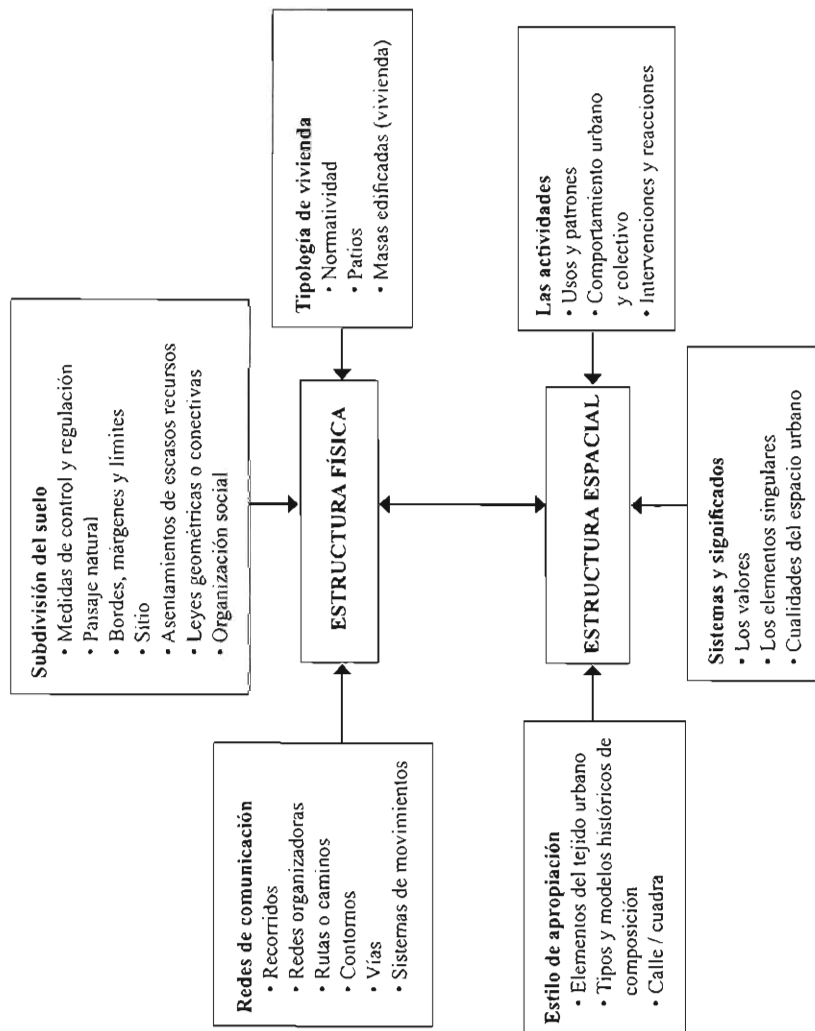 Subdivisión del suelo
• Medidas de control y regulación
• Paisaje natural
• Bordes, márgenes y límites
• Sitio
• Asentamientos de escasos recursos
• Leyes geométricas o conectivas
• Organización social
Redes de comunicación
• Recorridos
• Redes organizadoras
• Rutas o caminos
• Contornos
• Vías
• Sistemas de movimientos
ESTRUCTURA FÍSICA
Tipología de vivienda
• Normatividad
• Patios
• Masas edificadas (vivienda)
Estilo de apropiación
• Elementos del tejido urbano
• Tipos y modelos históricos de
composición
• Calle / cuadra
ESTRUCTURA ESPACIAL
Las actividades
• Usos y patrones
• Comportamiento urbano
y colectivo
• Intervenciones y reacciones
Sistemas y significados
• Los valores
• Los elementos singulares
• Cualidades del espacio urbano